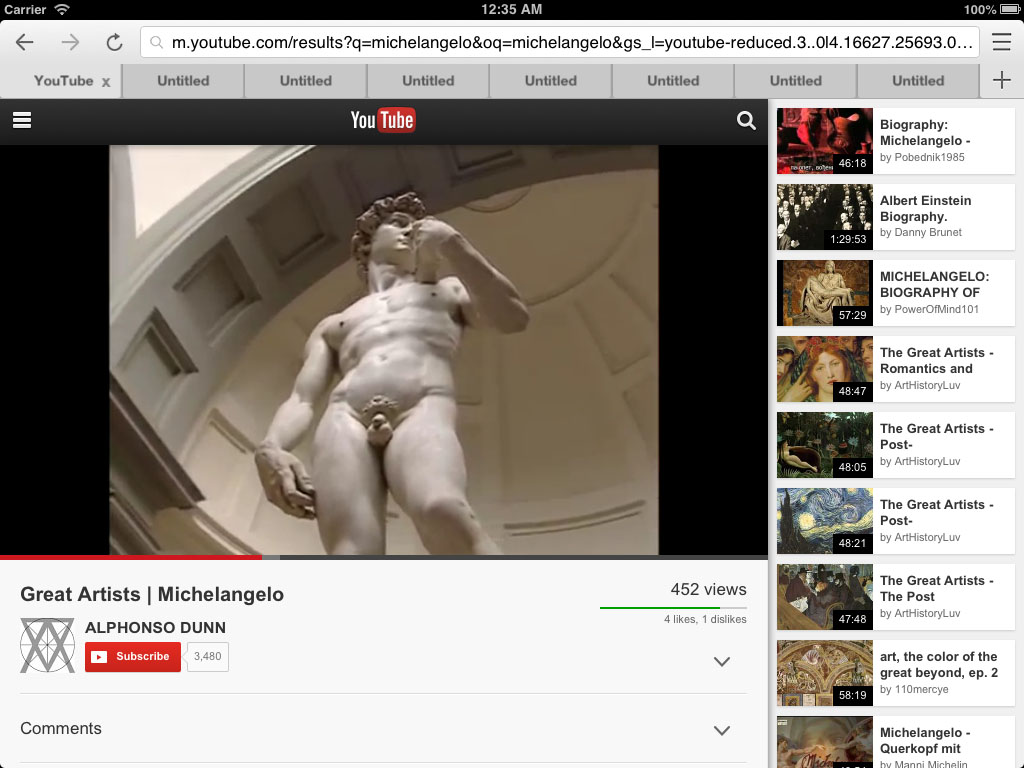 Carrier 12:35 AM 100%
m.youtube.com/results?q=michelangelo&oq=michelangelo&gs_l=youtube-reduced.3..0l4.16627.25693.0…
YouTube x Untitled Untitled Untitled Untitled Untitled Untitled Untitled
YouTube
46:18
Biography:
Michelangelo -
by Pobednik1985
1:29:53
Albert Einstein
Biography.
by Danny Brunet
57:29
MICHELANGELO:
BIOGRAPHY OF
by PowerOfMind101
48:47
The Great Artists -
Romantics and
by ArtHistoryLuv
48:05
The Great Artists -
Post-
by ArtHistoryLuv
48:21
The Great Artists -
Post-
by ArtHistoryLuv
47:48
The Great Artists -
The Post
by ArtHistoryLuv
58:19
art, the color of the
great beyond, ep. 2
by 110mercye
Michelangelo -
Querkopf mit
by Manni Michelin
Great Artists | Michelangelo
452 views
4 likes, 1 dislikes
ALPHONSO DUNN
Subscribe 3,480
Comments